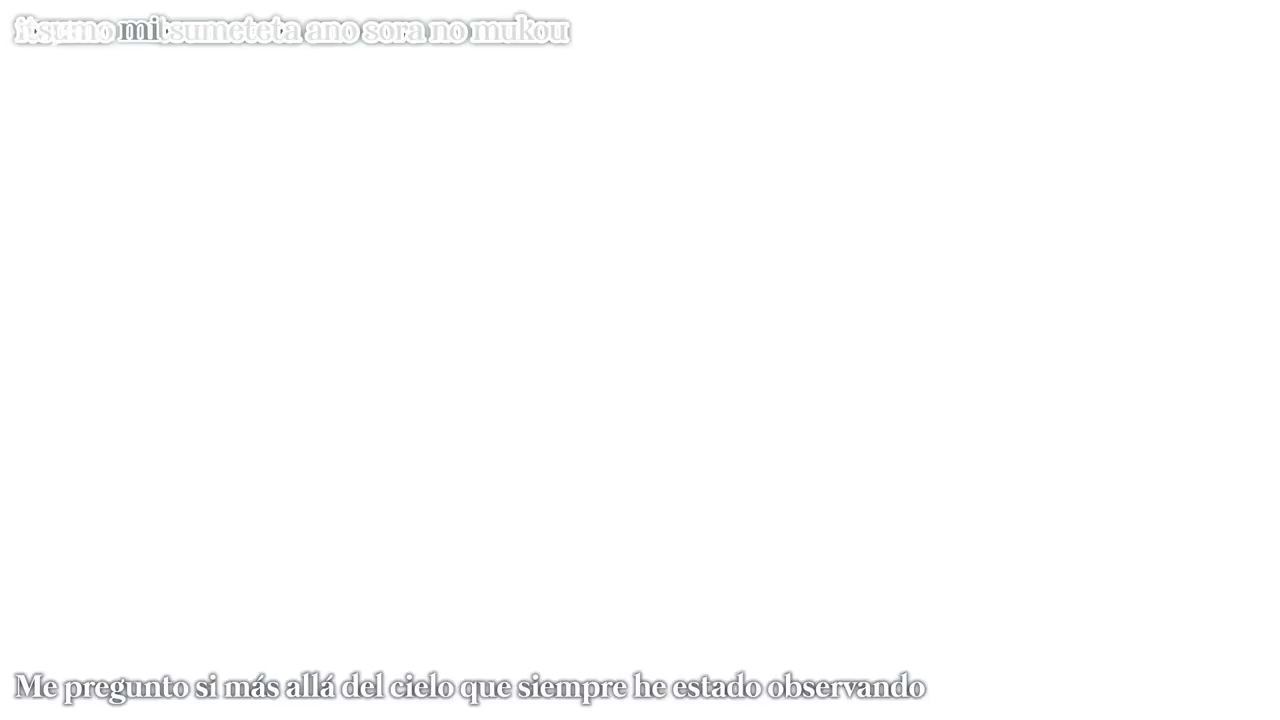 itsumo mitsumeteta ano sora no mukou
Me pregunto si más allá del cielo que siempre he estado observando